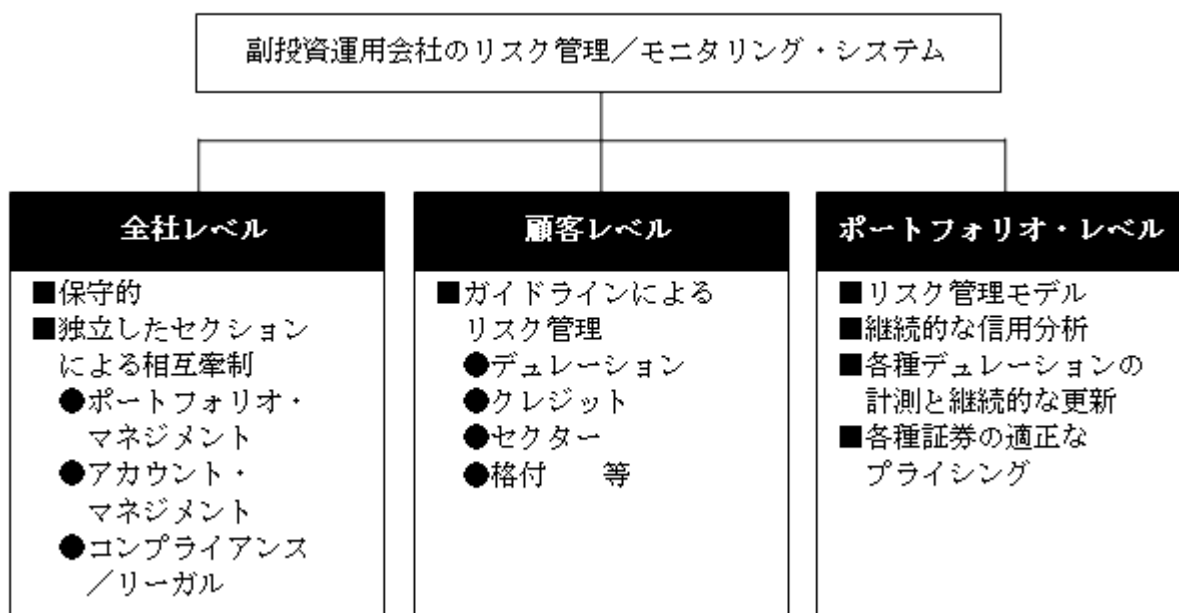 副投資運用会社のリスク管理／モニタリング・システム
全社レベル
■保守的
■独立したセクション
による相互牽制
●ポートフォリオ・
マネジメント
●アカウント・
マネジメント
●コンプライアンス
／リーガル
顧客レベル
■ガイドラインによる
リスク管理
●デュレーション
●クレジット
●セクター
●格付　　等
ポートフォリオ・レベル
■リスク管理モデル
■継続的な信用分析
■各種デュレーションの
計測と継続的な更新
■各種証券の適正な
プライシング